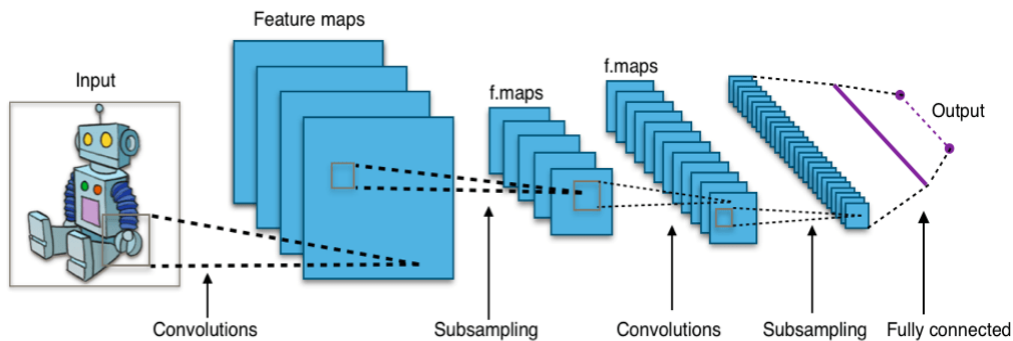 Feature maps
f.maps
Input
f.maps
Output
Convolutions
Subsampling
Convolutions
Subsampling
Fully connected